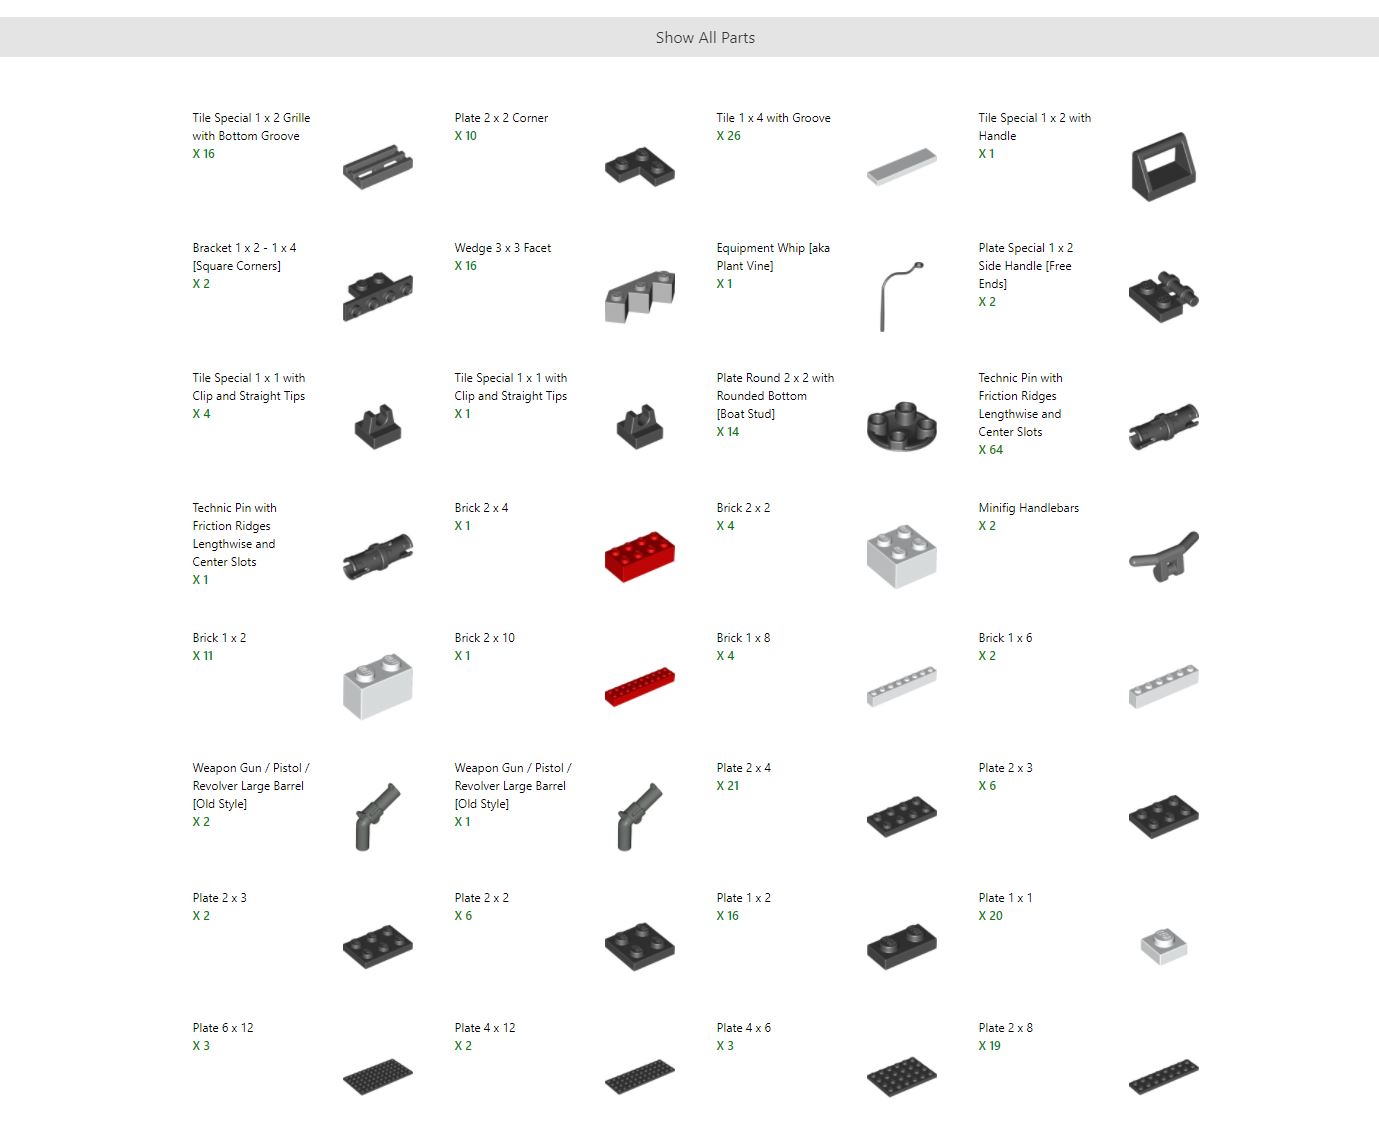 Show All Parts
Tile Special 1 x 2 Grille
with Bottom Groove
X 16
Plate 2 x 2 Corner
X 10
Tile 1 x 4 with Groove
X 26
Tile Special 1 x 2 with
Handle
X 1
Bracket 1 x 2 - 1 x 4
[Square Corners]
X 2
Wedge 3 x 3 Facet
X 16
Equipment Whip [aka
Plant Vine]
X 1
Plate Special 1 x 2
Side Handle [Free
Ends]
X 2
Tile Special 1 x 1 with
Clip and Straight Tips
X 4
Tile Special 1 x 1 with
Clip and Straight Tips
X 1
Plate Round 2 x 2 with
Rounded Bottom
[Boat Stud]
X 14
Technic Pin with
Friction Ridges
Lengthwise and
Center Slots
X 64
Technic Pin with
Friction Ridges
Lengthwise and
Center Slots
X 1
Brick 2 x 4
X 1
Brick 2 x 2
X 4
Minifig Handlebars
X 2
Brick 1 x 2
X 11
Brick 2 x 10
X 1
Brick 1 x 8
X 4
Brick 1 x 6
X 2
Weapon Gun / Pistol /
Revolver Large Barrel
[Old Style]
X 2
Weapon Gun / Pistol /
Revolver Large Barrel
[Old Style]
X 1
Plate 2 x 4
X 21
Plate 2 x 3
X 6
Plate 2 x 3
X 2
Plate 2 x 2
X 6
Plate 1 x 2
X 16
Plate 1 x 1
X 20
Plate 6 x 12
X 3
Plate 4 x 12
X 2
Plate 4 x 6
X 3
Plate 2 x 8
X 19